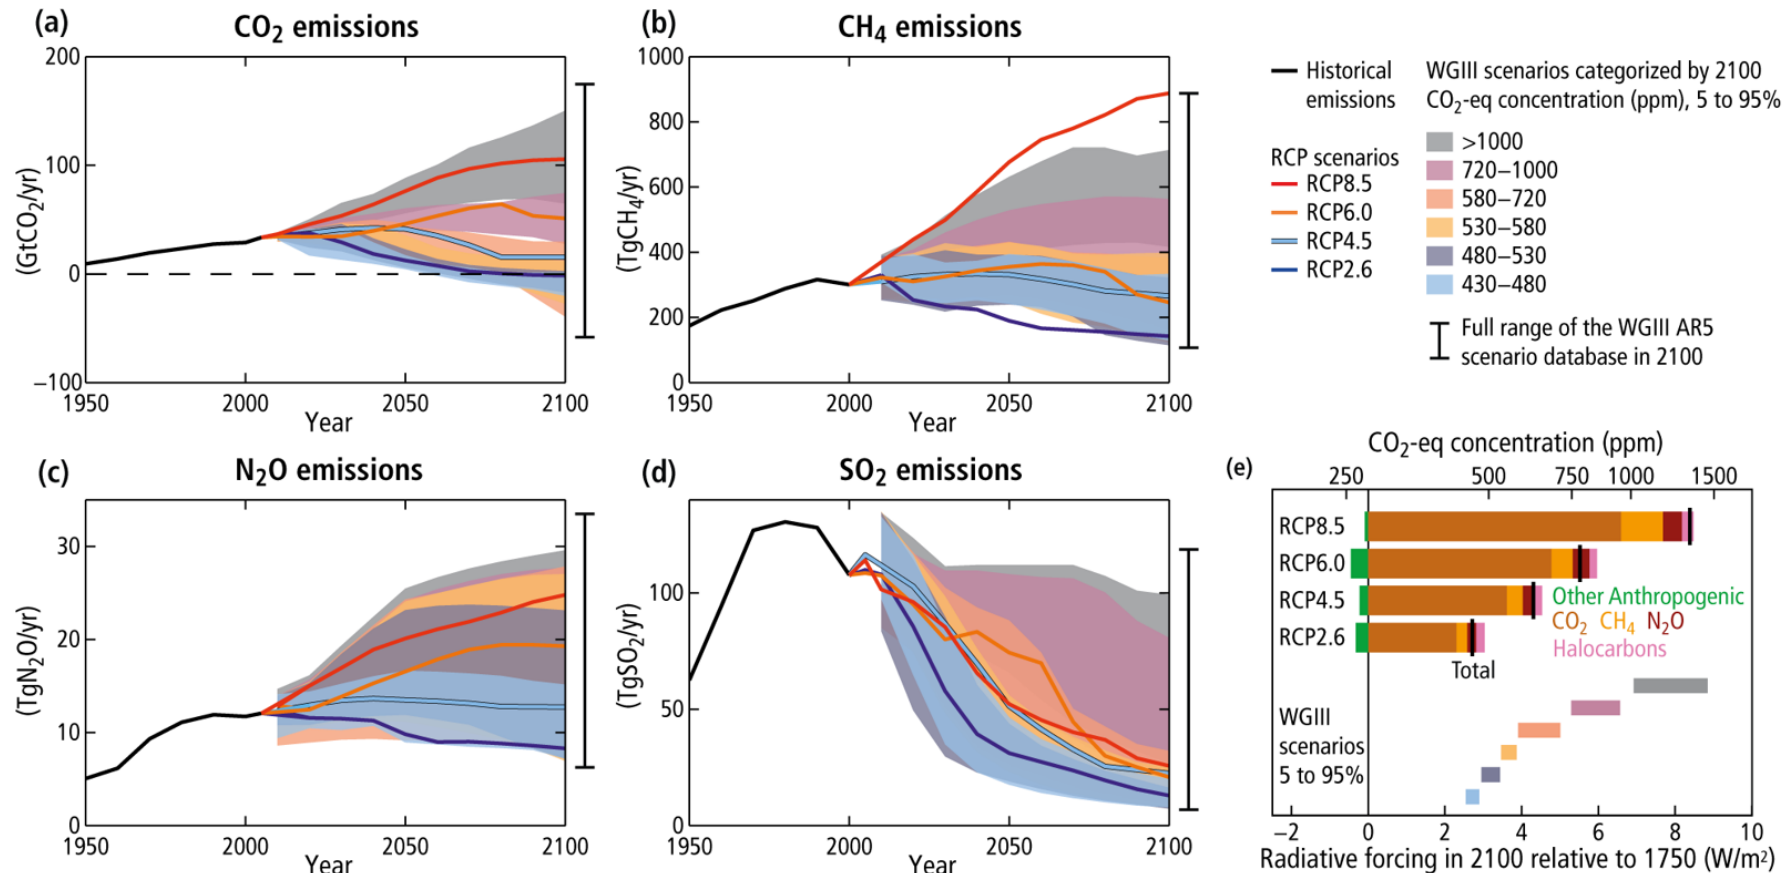 (a)
CO2 emissions
200
100
0
−100
(GtCO2/yr)
1950
2000
2050
2100
Year
(b)
CH4 emissions
1000
800
600
400
200
0
(TgCH4/yr)
1950
2000
2050
2100
Year
Historical
emissions
RCP scenarios
RCP8.5
RCP6.0
RCP4.5
RCP2.6
WGIII scenarios categorized by 2100
CO2-eq concentration (ppm), 5 to 95%
>1000
720−1000
580−720
530−580
480−530
430−480
Full range of the WGIII AR5
scenario database in 2100
(c)
N2O emissions
30
20
10
0
(TgN2O/yr)
1950
2000
2050
2100
Year
(d)
SO2 emissions
100
50
0
(TgSO2/yr)
1950
2000
2050
2100
Year
(e)
CO2-eq concentration (ppm)
250
500
750
1000
1500
RCP8.5
RCP6.0
RCP4.5
RCP2.6
Other Anthropogenic
CO2 CH4 N2O
Halocarbons
Total
WGIII
scenarios
5 to 95%
−2
0
2
4
6
8
10
Radiative forcing in 2100 relative to 1750 (W/m2)